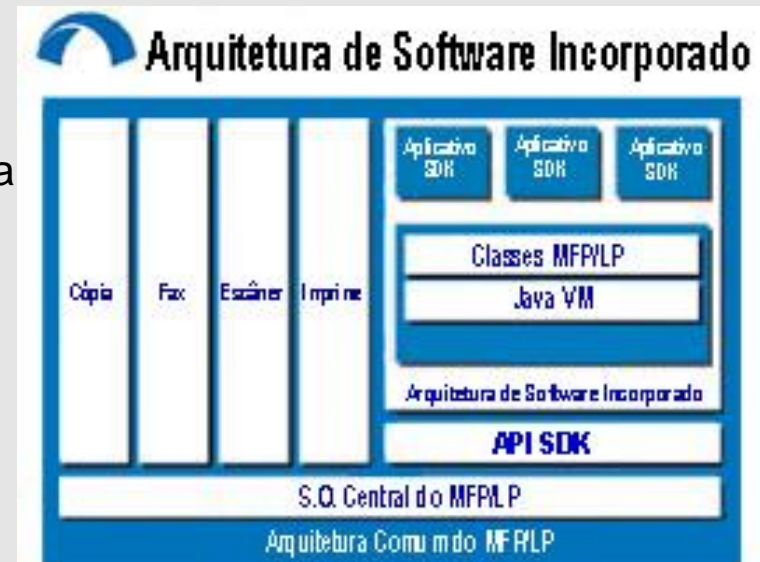 Arquitetura de Software Incorporado
a
Aplicativo SDK
Aplicativo SDK
Aplicativo SDK
Classes MFP/LP
Java VM
Cópia
Fax
Escâner
Imprime
Arquitetura de Software Incorporado
API SDK
S.O. Central do MFP/LP
Arquitetura Comum do MFP/LP